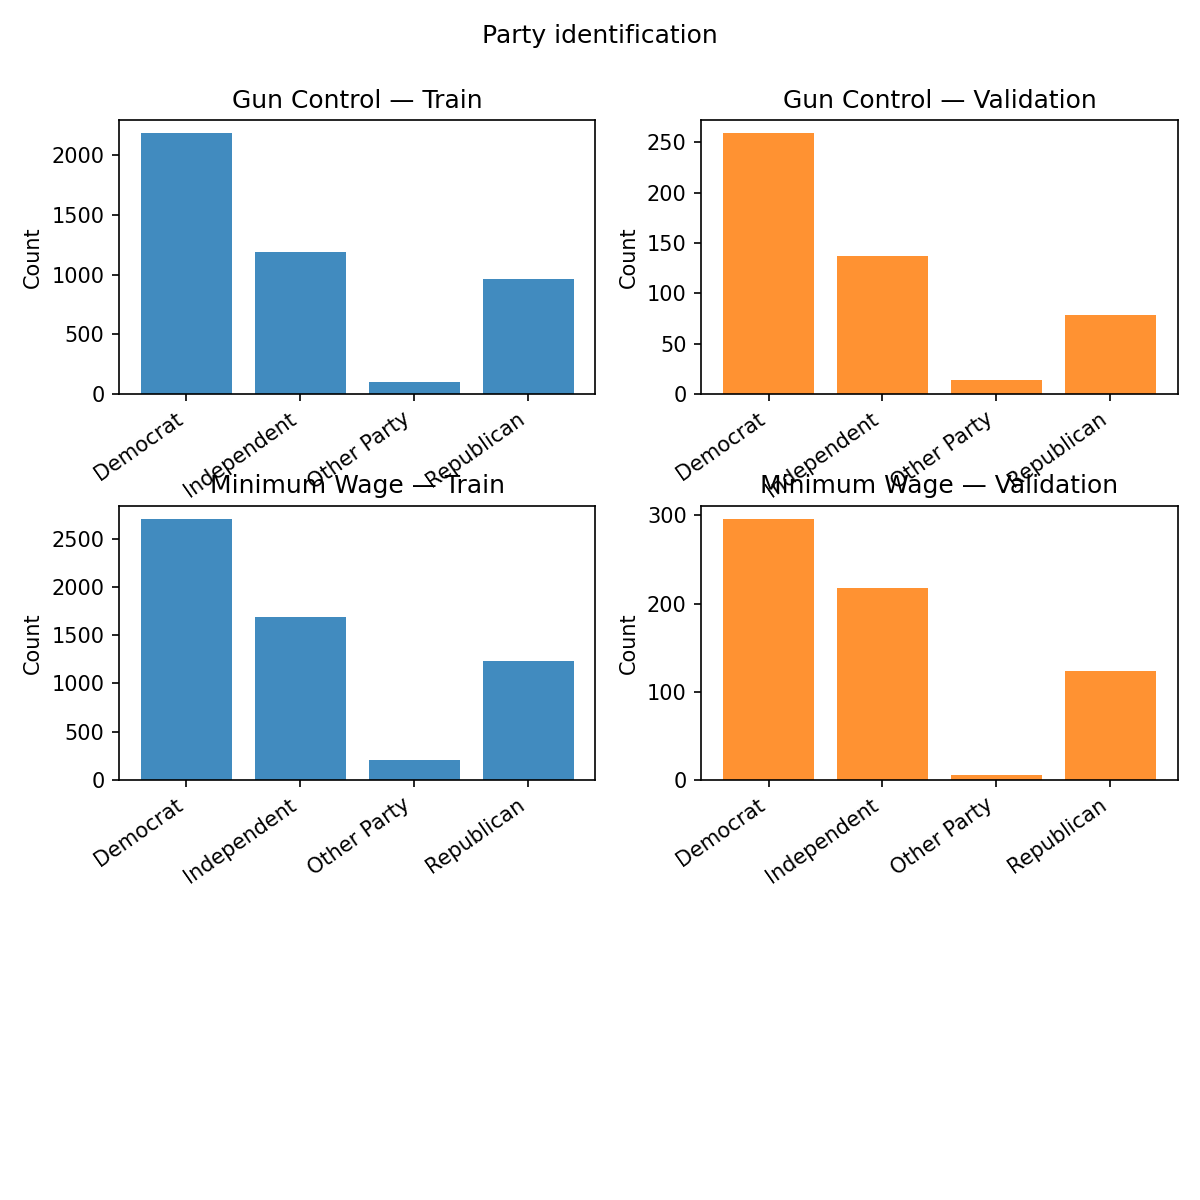 Party identification
Gun Control — Train
Gun Control — Validation
Count
2000
1500
1000
500
0
Democrat
Independent
Other Party
Republican
Count
250
200
150
100
50
0
Democrat
Independent
Other Party
Republican
Minimum Wage — Train
Minimum Wage — Validation
Count
2500
2000
1500
1000
500
0
Democrat
Independent
Other Party
Republican
Count
300
200
100
0
Democrat
Independent
Other Party
Republican